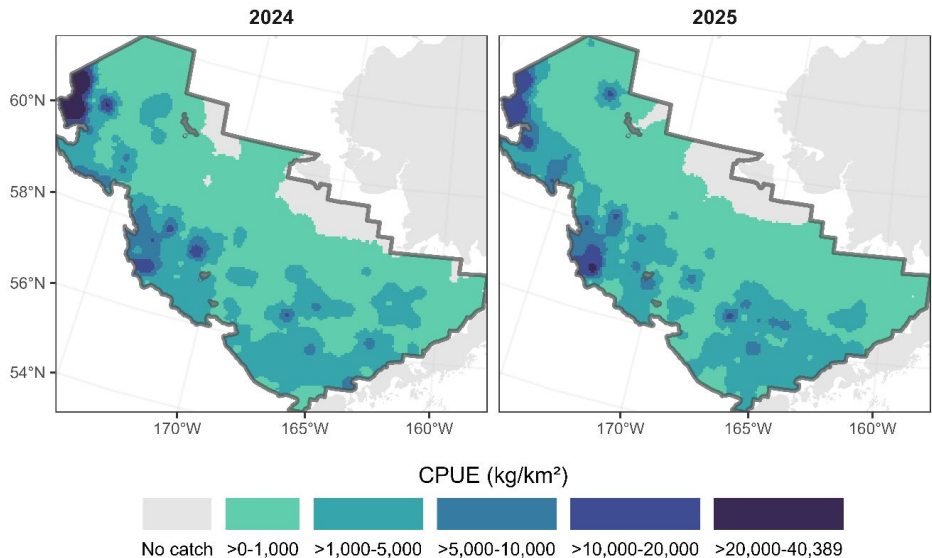 2024
2025
60°N
58°N
56°N
54°N
170°W
165°W
160°W
170°W
165°W
160°W
CPUE (kg/km²)
No catch
>0-1,000
>1,000-5,000
>5,000-10,000
>10,000-20,000
>20,000-40,389